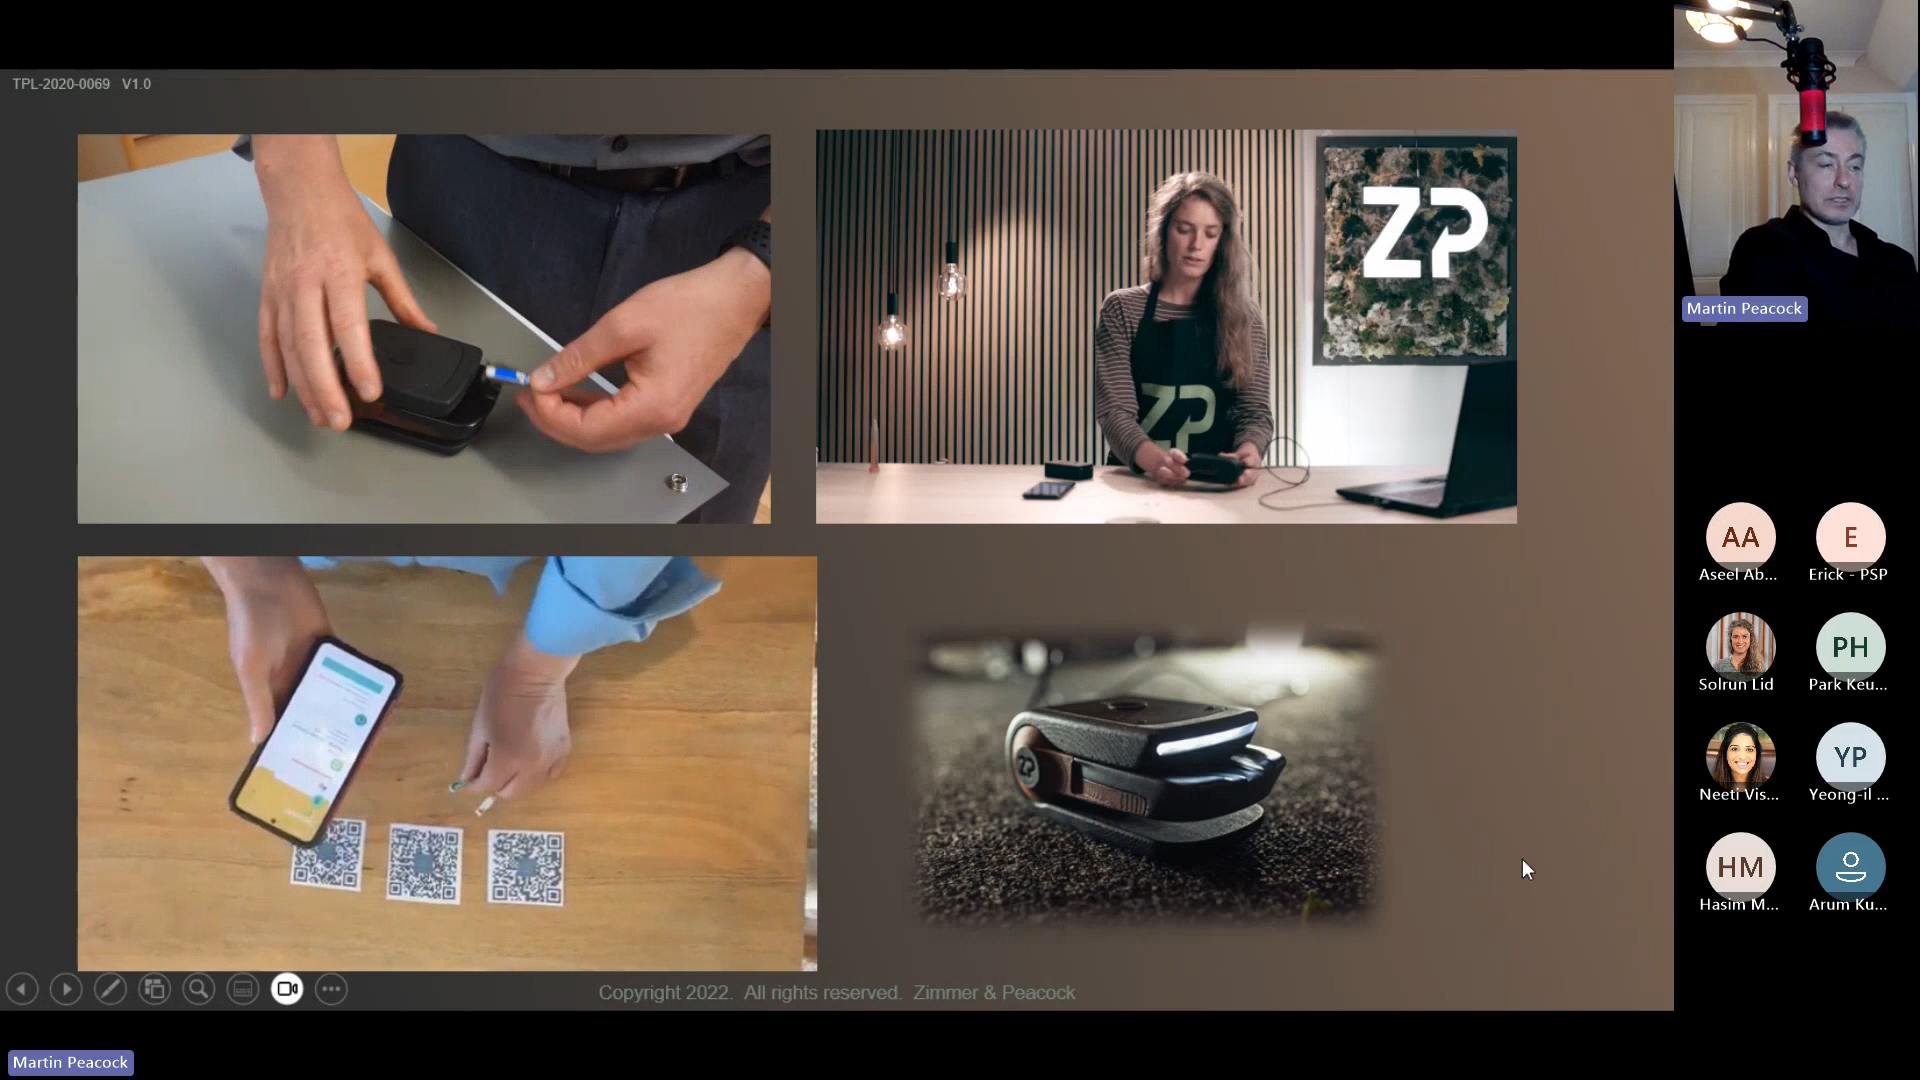 TPL-2020-0069 V1.0
ZP
ZP
ZP
Copyright 2022. All rights reserved. Zimmer & Peacock
Martin Peacock
Martin Peacock
AA
Aseel Ab...
E
Erick - PSP
Solrun Lid
PH
Park Keu...
Neeti Vis...
YP
Yeong-il ...
HM
Hasim M...
Arum Ku...